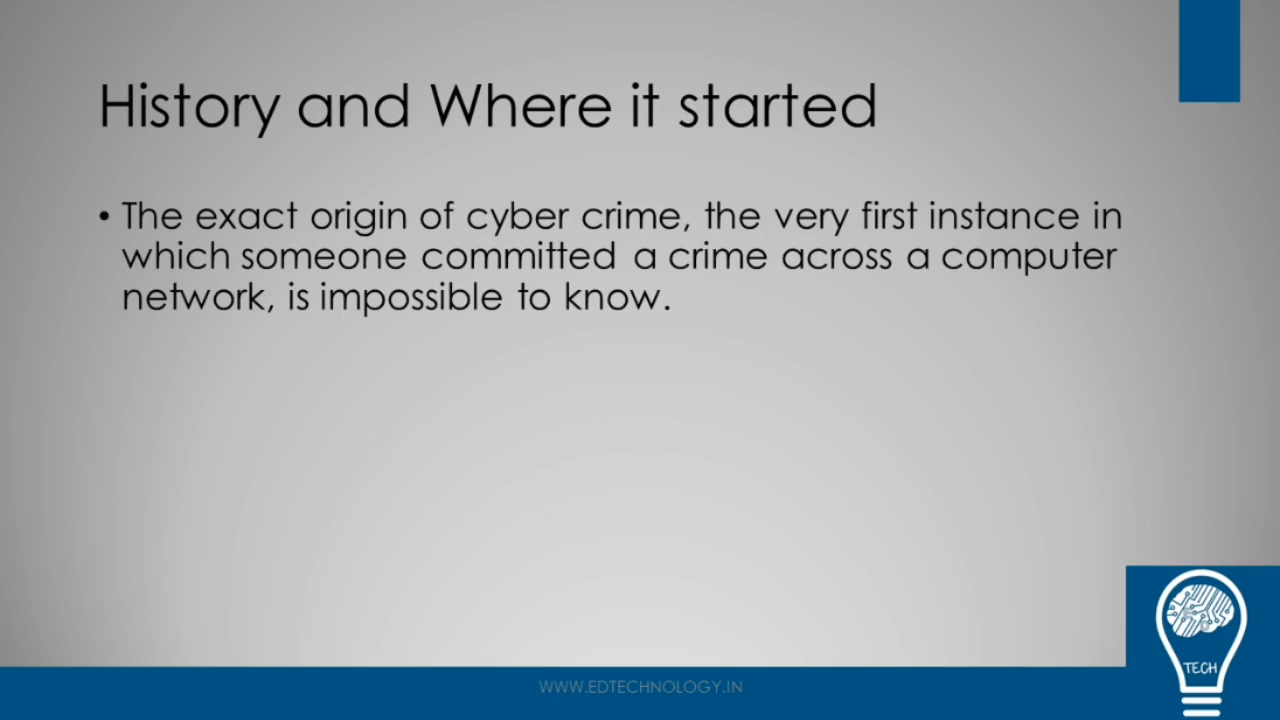 History and Where it started
• The exact origin of cyber crime, the very first instance in
which someone committed a crime across a computer
network, is impossible to know.
TECH
WWW.EDTECHNOLOGY.IN